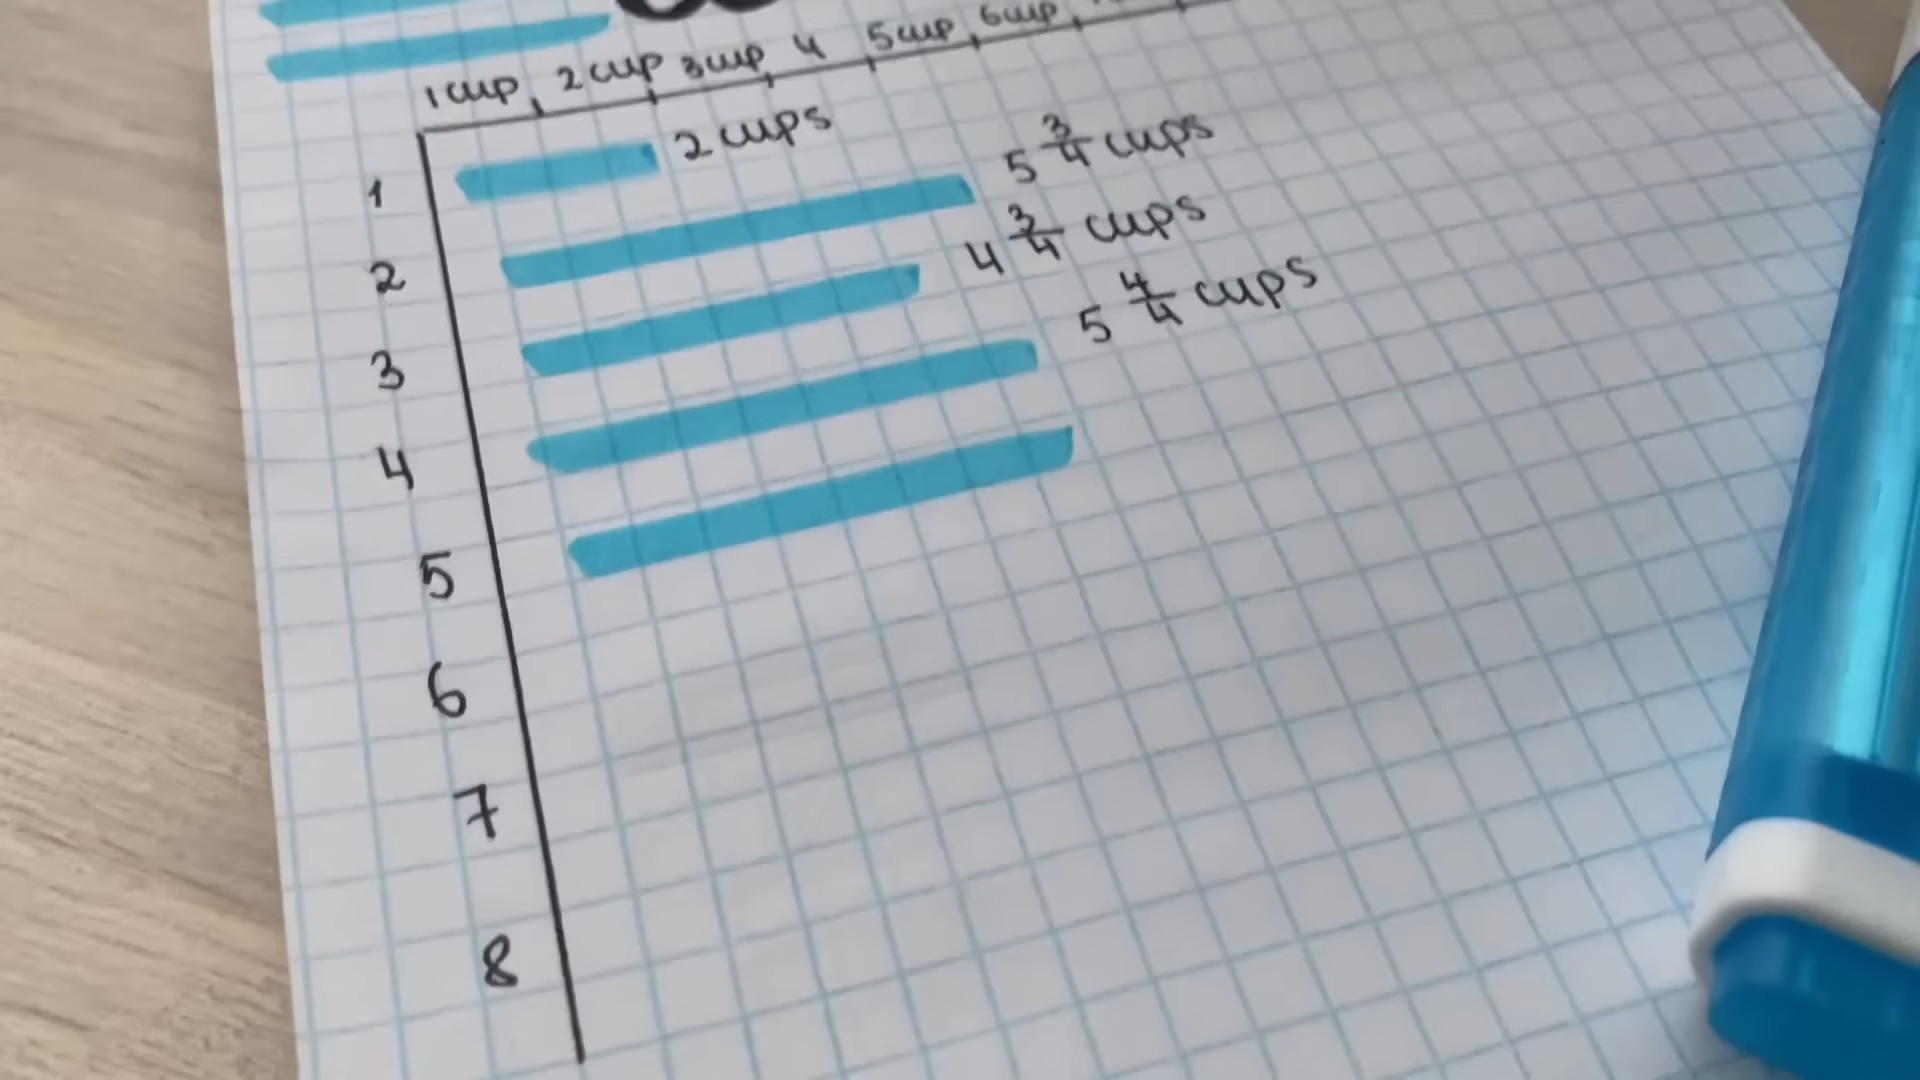 1 cup, 2 cup 3 cup, 4 5 cup, 6 cup,
1 2 cups
2 5 3/4 cups
3 4 3/4 cups
4 5 4/4 cups
5
6
7
8